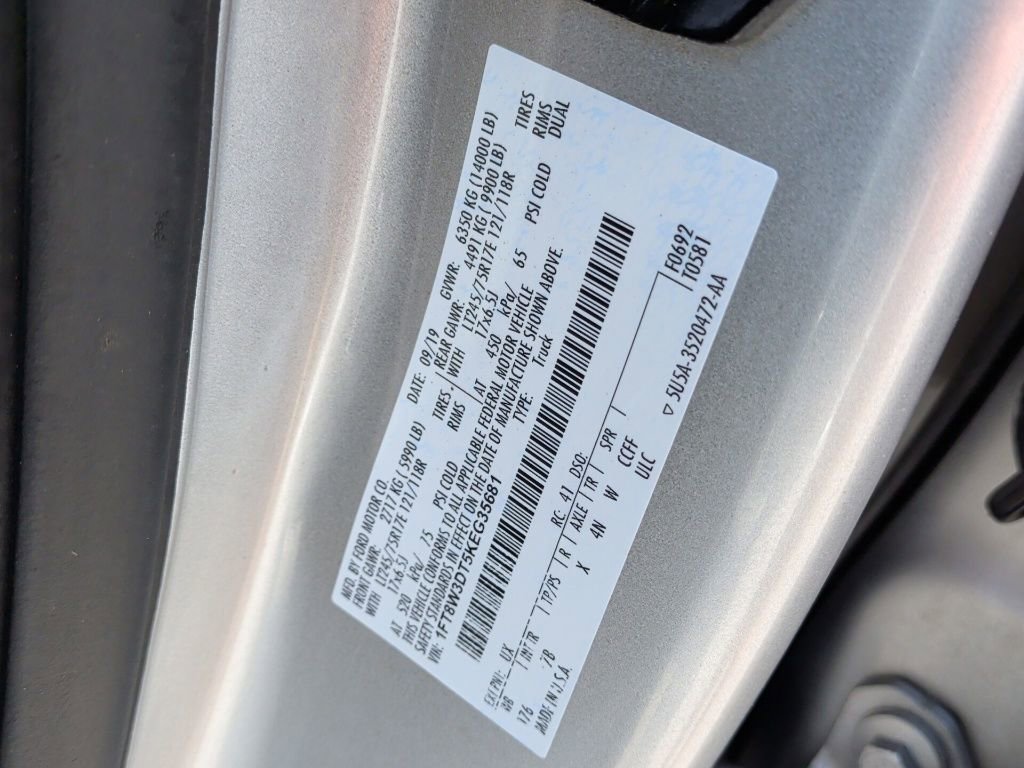 MFD. BY FORD MOTOR CO. DATE: 09/19 GVWR: 6350 KG (14000 LB)
FRONT GAWR: 2717 KG (5990 LB) REAR GAWR: 4491 KG (9900 LB)
WITH LT245/75R17E 121/118R TIRES WITH LT245/75R17E 121/118R TIRES
17x6.5J RIMS 17x6.5J RIMS
AT 520 kPa/ 75 PSI COLD AT 450 kPa/ 65 PSI COLD DUAL
THIS VEHICLE CONFORMS TO ALL APPLICABLE FEDERAL MOTOR VEHICLE
SAFETY STANDARDS IN EFFECT ON THE DATE OF MANUFACTURE SHOWN ABOVE.
VIN: 1FT8W3DT5KEG35681 TYPE: Truck
F0692
T0581
EXT PNT: UX RC: 41 DSO:
INT TR TP/PS R AXLE TR SPR
176 7B X 4N W CCFF
MADE IN U.S.A. ULC
▽ 5U5A-3520472-AA